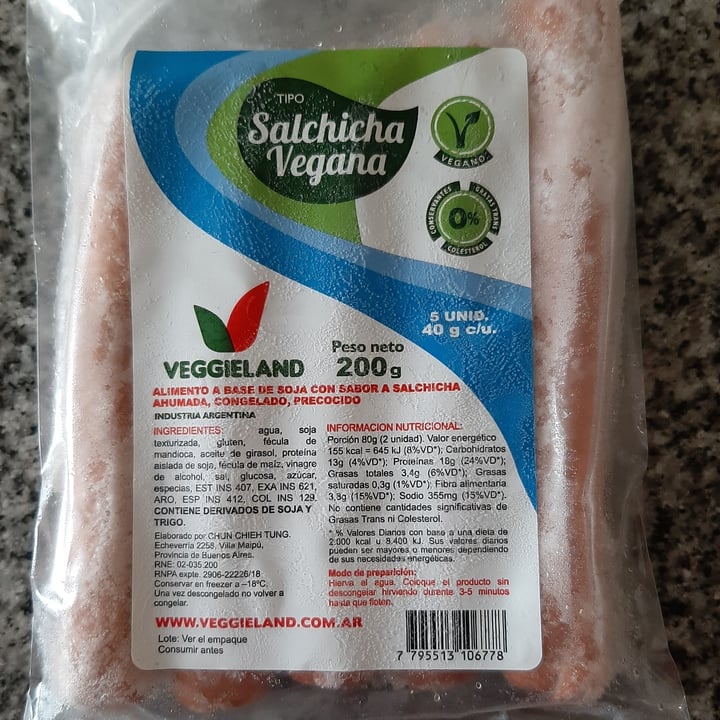 TIPO
Salchicha
Vegana
VEGANO
CONSERVANTES
GRASAS TRANS
0%
COLESTEROL
5 UNID.
40 g c/u.
VEGGIELAND
Peso neto
200g
ALIMENTO A BASE DE SOJA CON SABOR A SALCHICHA
AHUMADA, CONGELADO, PRECOCIDO
INDUSTRIA ARGENTINA
INGREDIENTES: agua, soja
texturizada, gluten, fécula de
mandioca, aceite de girasol, proteína
aislada de soja, fécula de maíz, vinagre
de alcohol, sal, glucosa, azúcar,
especias, EST INS 407, EXA INS 621,
ARO, ESP INS 412, COL INS 129.
CONTIENE DERIVADOS DE SOJA Y
TRIGO.
Elaborado por CHUN CHIEH TUNG.
Echeverria 2258, Villa Maipú,
Provincia de Buenos Aires.
RNE: 02-035.200
RNPA expte. 2906-22226/18
Conservar en freezer a –18ºC.
Una vez descongelado no volver a
congelar.
INFORMACION NUTRICIONAL:
Porción 80g (2 unidad). Valor energético
155 kcal = 645 kJ (8%VD*); Carbohidratos
13g (4%VD*); Proteínas 18g (24%VD*);
Grasas totales 3,4g (6%VD*); Grasas
saturadas 0,3g (1%VD*); Fibra alimentaria
3,8g (15%VD*); Sodio 355mg (15%VD*).
No contiene cantidades significativas de
Grasas Trans ni Colesterol.
* % Valores Diarios con base a una dieta de
2.000 kcal u 8.400 kJ. Sus valores diarios
pueden ser mayores o menores dependiendo
de sus necesidades energéticas.
Modo de preparación:
Hierva el agua. Coloque el producto sin
descongelar hirviendo durante 3-5 minutos
hasta que floten.
WWW.VEGGIELAND.COM.AR
Lote: Ver el empaque
Consumir antes
7 795513 106778